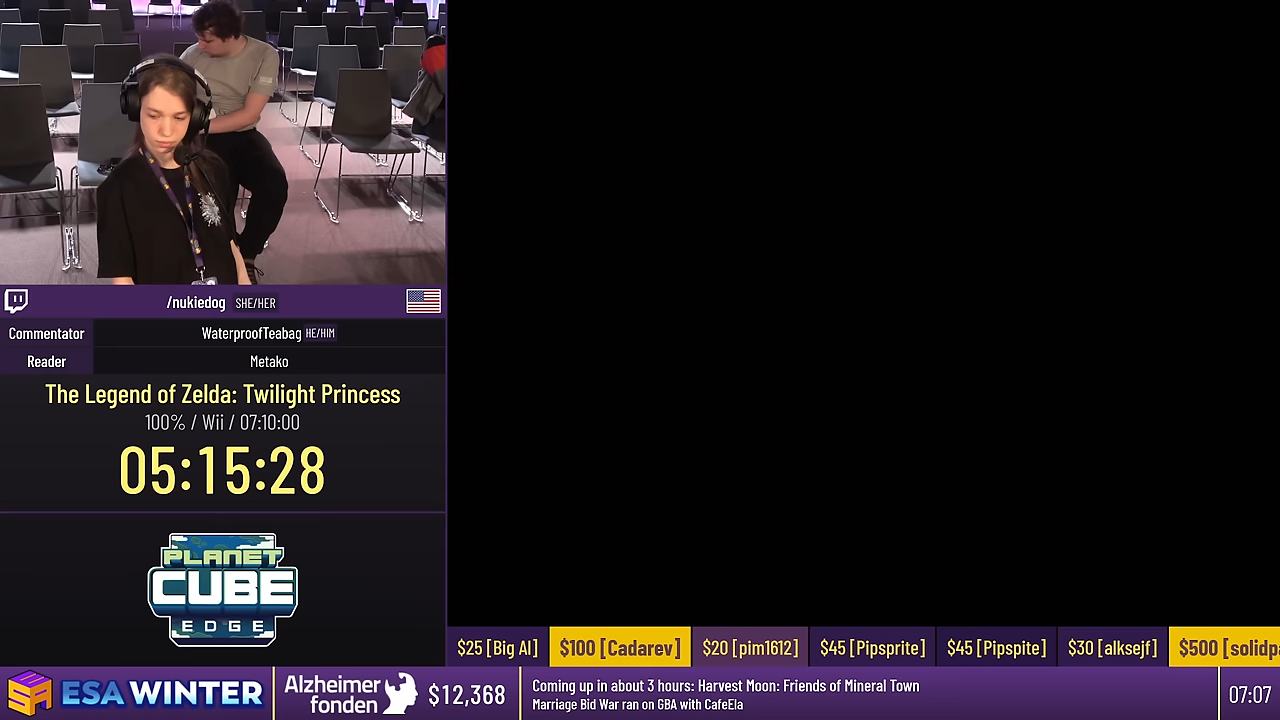 /nukiedog SHE/HER
Commentator WaterproofTeabag HE/HIM
Reader Metako
The Legend of Zelda: Twilight Princess
100% / Wii / 07:10:00
05:15:28
PLANET
CUBE
EDGE
$25 [Big Al] $100 [Cadarev] $20 [pim1612] $45 [Pipsprite] $45 [Pipspite] $30 [alksejf] $500 [solidpa
ESA WINTER
Alzheimer
fonden
$12,368
Coming up in about 3 hours: Harvest Moon: Friends of Mineral Town
Marriage Bid War ran on GBA with CafeEla
07:07